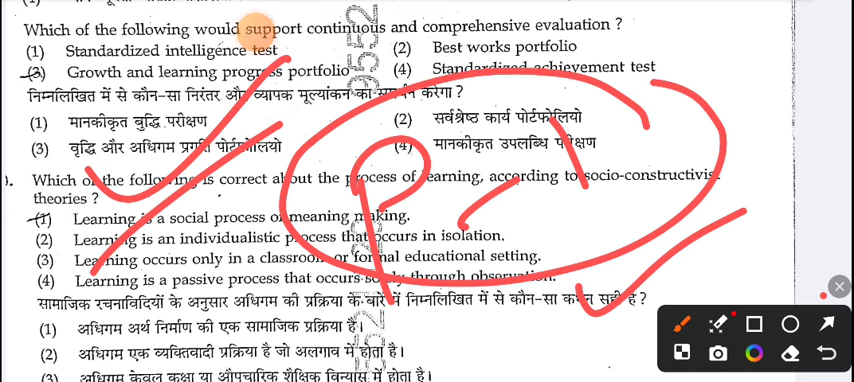 Which of the following would support continuous and comprehensive evaluation ?
(1) Standardized intelligence test (2) Best works portfolio
(3) Growth and learning progress portfolio (4) Standardized achievement test
निम्नलिखित में से कौन-सा निरंतर और व्यापक मूल्यांकन का समर्थन करेगा ?
(1) मानकीकृत बुद्धि परीक्षण (2) सर्वश्रेष्ठ कार्य पोर्टफोलियो
(3) वृद्धि और अधिगम प्रगति पोर्टफोलियो (4) मानकीकृत उपलब्धि परीक्षण
Which of the following is correct about the process of learning, according to socio-constructivist
theories ?
(1) Learning is a social process of meaning making.
(2) Learning is an individualistic process that occurs in isolation.
(3) Learning occurs only in a classroom or formal educational setting.
(4) Learning is a passive process that occurs solely through observation.
सामाजिक रचनाविदियों के अनुसार अधिगम की प्रक्रिया के बारे में निम्नलिखित में से कौन-सा कथन सही है ?
(1) अधिगम अर्थ निर्माण की एक सामाजिक प्रक्रिया है।
(2) अधिगम एक व्यक्तिवादी प्रक्रिया है जो अलगाव में होता है।
(3) अधिगम केवल कक्षा या औपचारिक शैक्षिक विन्यास में होता है।
P-1